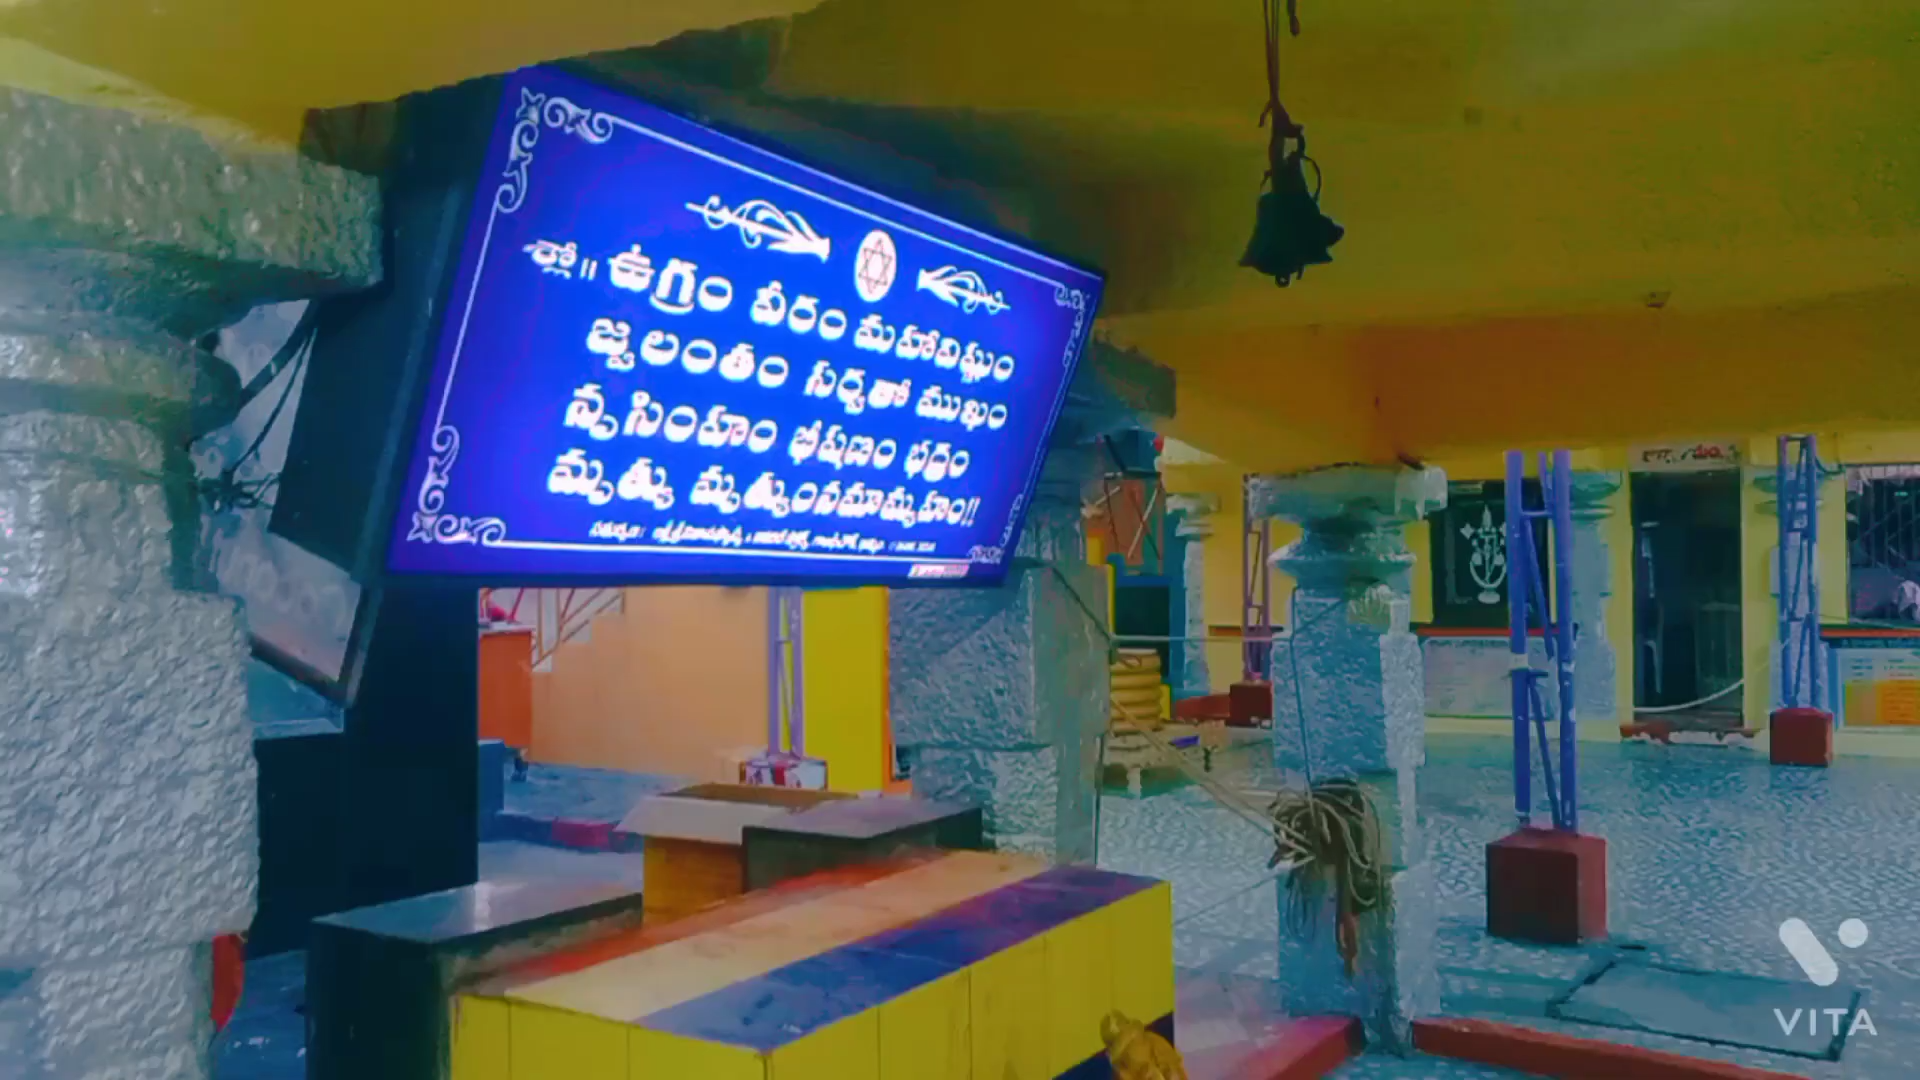 శ్లో॥ ఉగ్రం వీరం మహావిష్ణుం
జ్వలంతం సర్వతో ముఖం
నృసింహం భీషణం భద్రం
మృత్యు మృత్యుంనమామ్యహం!!
VITA